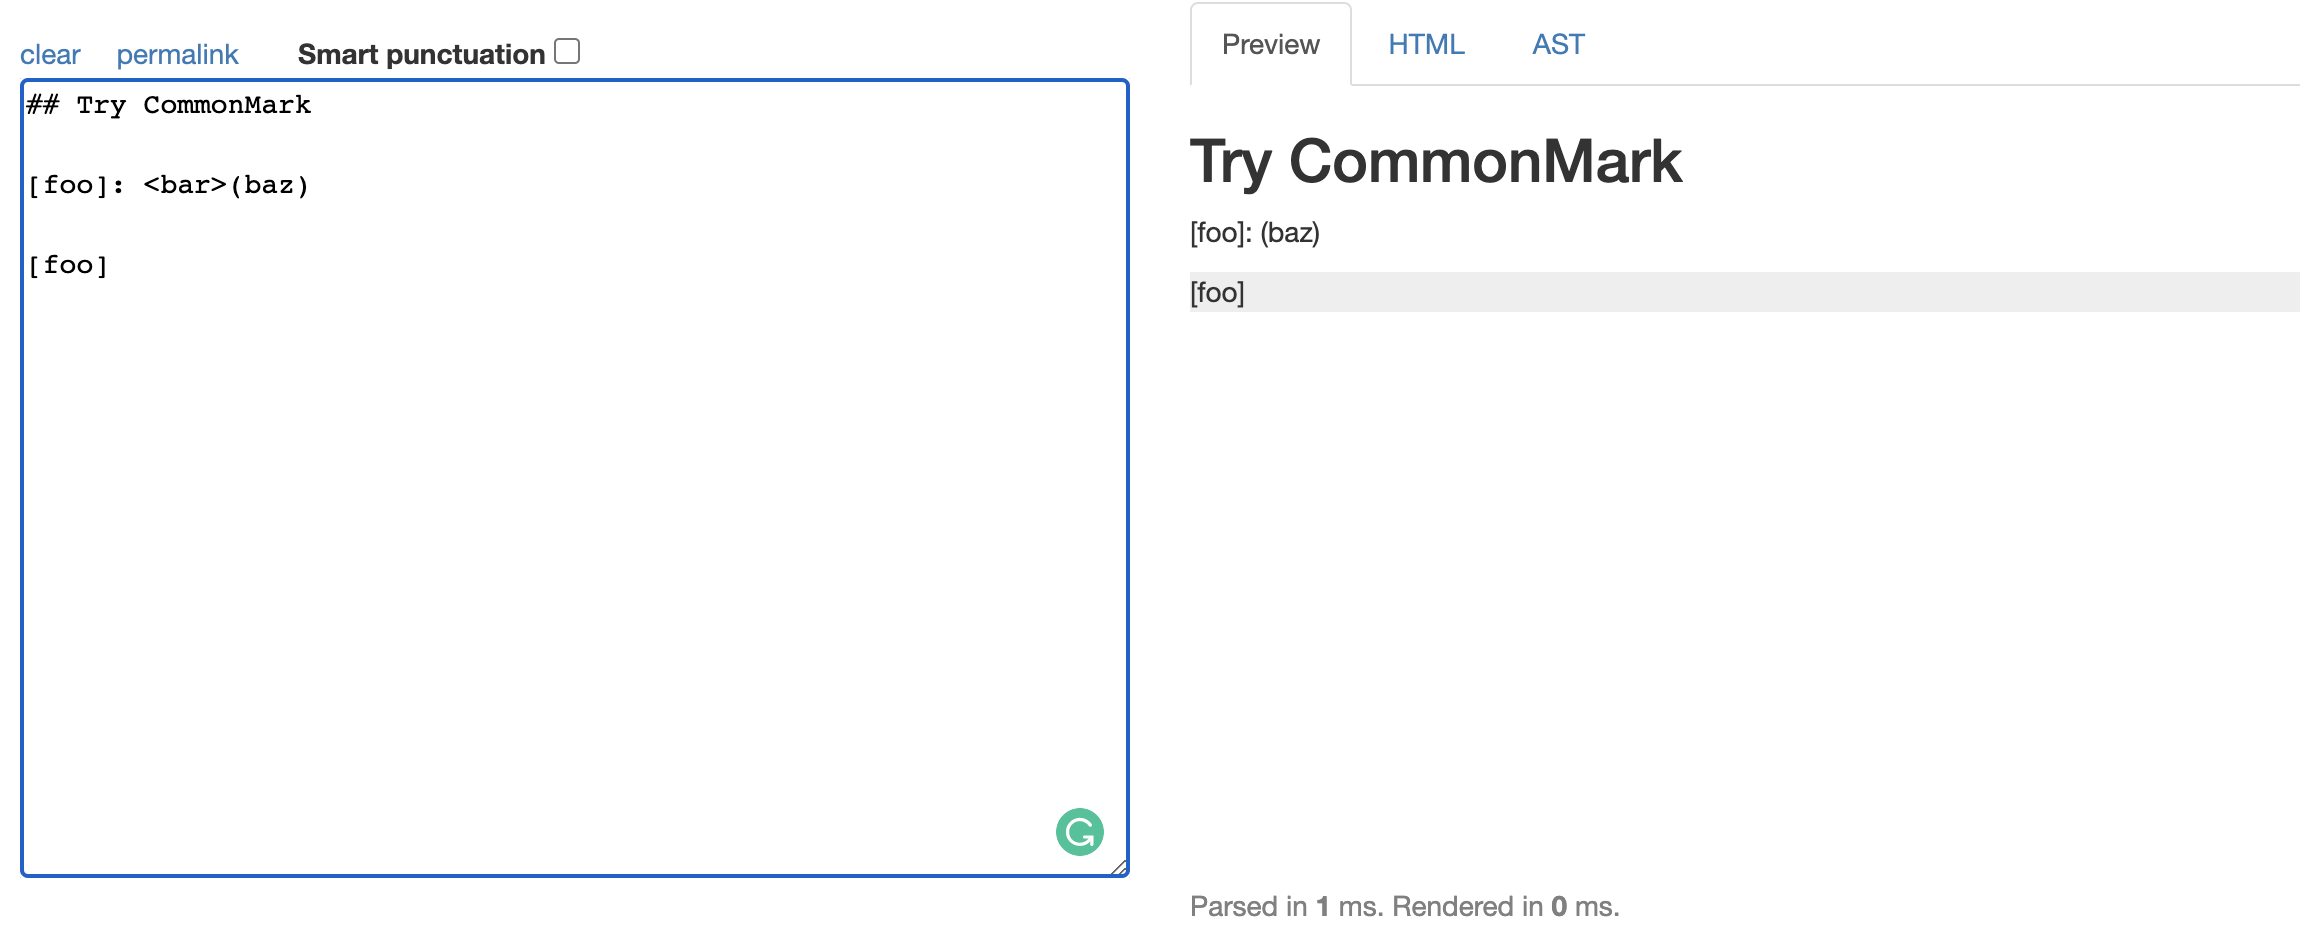 clear permalink Smart punctuation
## Try CommonMark
[foo]: <bar>(baz)
[foo]
Preview HTML AST
Try CommonMark
[foo]: (baz)
[foo]
Parsed in 1 ms. Rendered in 0 ms.